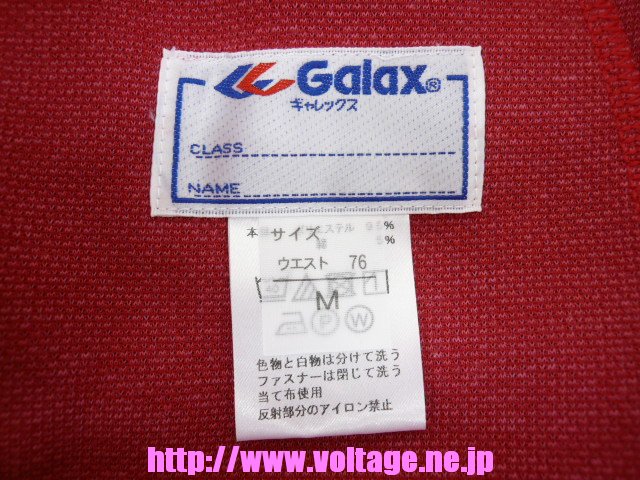 Galax®
ギャレックス
CLASS
NAME
サイズ
ウエスト 76
M
色物と白物は分けて洗う
ファスナーは閉じて洗う
当て布使用
反射部分のアイロン禁止
http://www.voltage.ne.jp